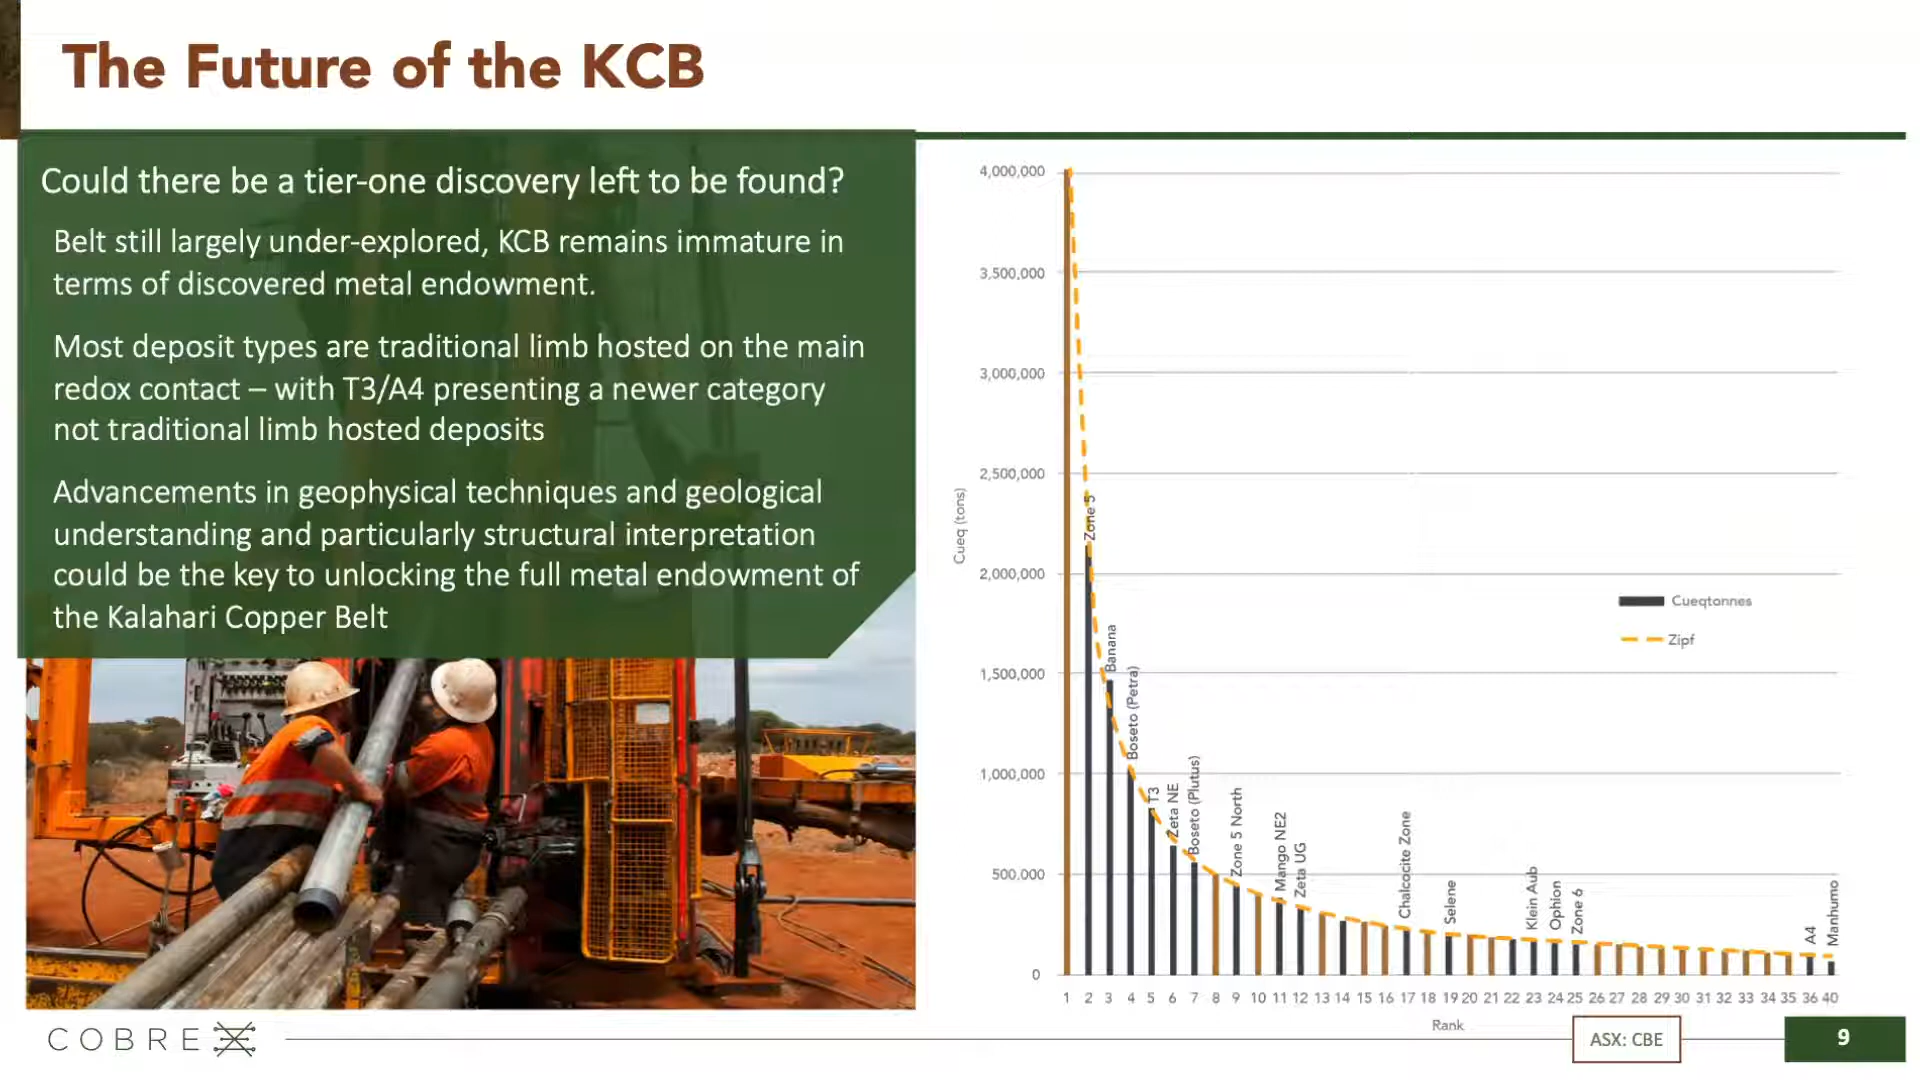 The Future of the KCB
Could there be a tier-one discovery left to be found?
Belt still largely under-explored, KCB remains immature in
terms of discovered metal endowment.
Most deposit types are traditional limb hosted on the main
redox contact – with T3/A4 presenting a newer category
not traditional limb hosted deposits
Advancements in geophysical techniques and geological
understanding and particularly structural interpretation
could be the key to unlocking the full metal endowment of
the Kalahari Copper Belt
Cueq (tons)
4,000,000
3,500,000
3,000,000
2,500,000
2,000,000
1,500,000
1,000,000
500,000
0
Zone 5
Banana
Boseto (Petra)
T3
Zeta NE
Boseto (Plutus)
Zone 5 North
Mango NE2
Zeta UG
Chalcocite Zone
Selene
Klein Aub
Ophion
Zone 6
A4
Manhumo
Cueqtonnes
Zipf
1 2 3 4 5 6 7 8 9 10 11 12 13 14 15 16 17 18 19 20 21 22 23 24 25 26 27 28 29 30 31 32 33 34 35 36 40
Rank
COBRE
ASX: CBE
9